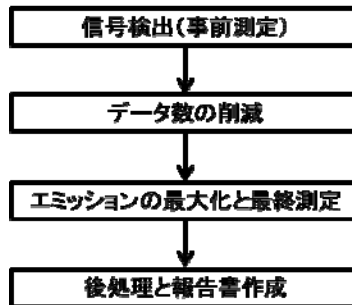 信号検出(事前測定)
データ数の削減
エミッションの最大化と最終測定
後処理と報告書作成